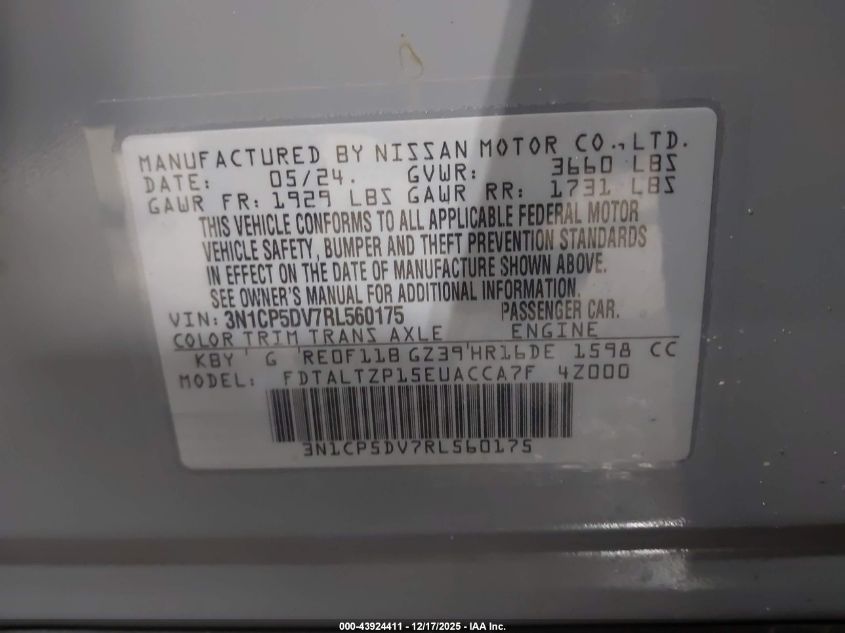 MANUFACTURED BY NISSAN MOTOR CO., LTD.
DATE: 05/24. GVWR: 3660 LBS
GAWR FR: 1929 LBS GAWR RR: 1731 LBS
THIS VEHICLE CONFORMS TO ALL APPLICABLE FEDERAL MOTOR
VEHICLE SAFETY, BUMPER AND THEFT PREVENTION STANDARDS
IN EFFECT ON THE DATE OF MANUFACTURE SHOWN ABOVE.
SEE OWNER'S MANUAL FOR ADDITIONAL INFORMATION.
VIN: 3N1CP5DV7RL560175 PASSENGER CAR.
COLOR TRIM TRANS AXLE ENGINE
KBY G RE0F11B GZ39 HR16DE 1598 CC
MODEL: FDTALTZP15EUACCA7F 4Z000
3N1CP5DV7RL560175
000-43924411 - 12/17/2025 - IAA Inc.